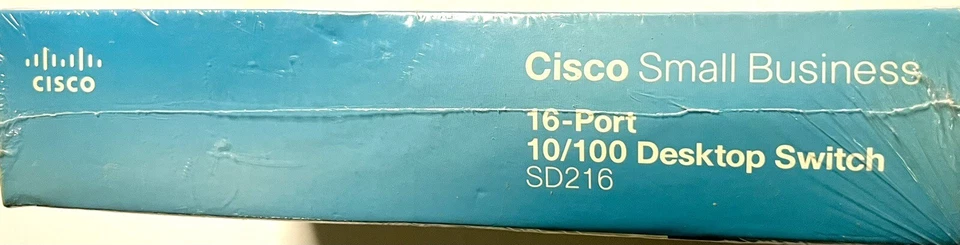 CISCO
Cisco Small Business
16-Port
10/100 Desktop Switch
SD216